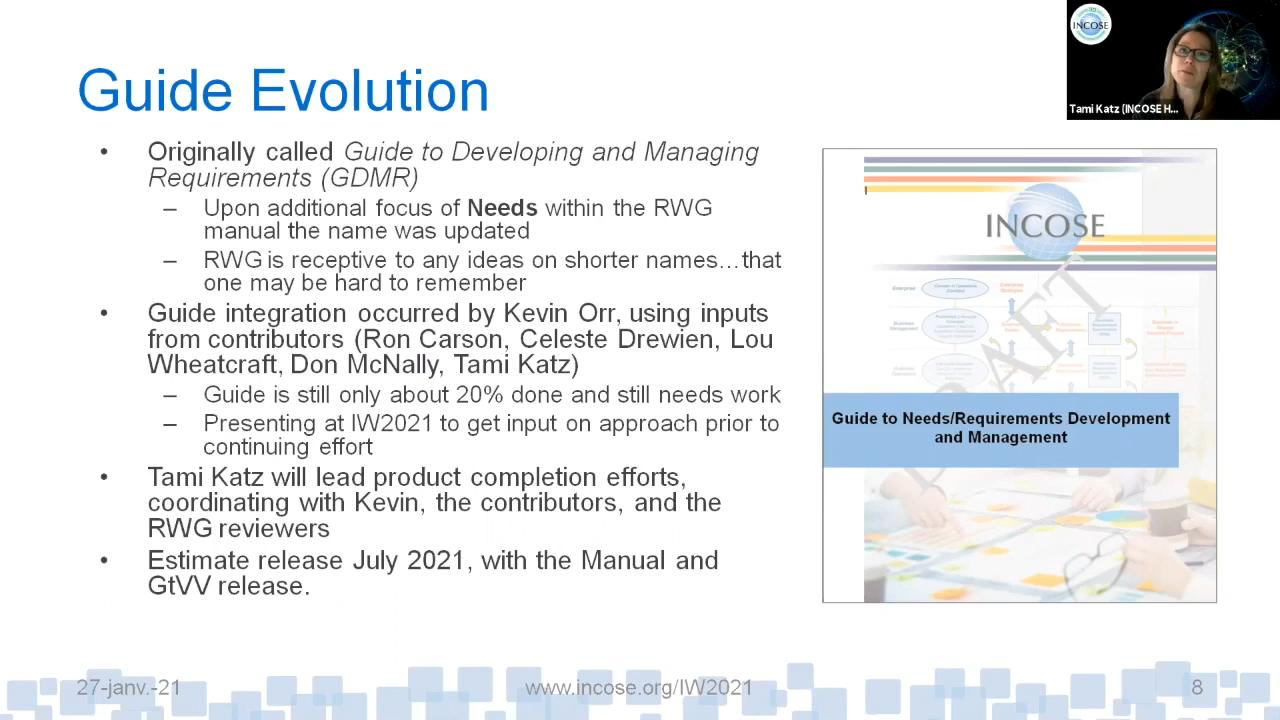 INCOSE
Tami Katz (INCOSE H...
Guide Evolution
• Originally called Guide to Developing and Managing
Requirements (GDMR)
– Upon additional focus of Needs within the RWG
manual the name was updated
– RWG is receptive to any ideas on shorter names…that
one may be hard to remember
• Guide integration occurred by Kevin Orr, using inputs
from contributors (Ron Carson, Celeste Drewien, Lou
Wheatcraft, Don McNally, Tami Katz)
– Guide is still only about 20% done and still needs work
– Presenting at IW2021 to get input on approach prior to
continuing effort
• Tami Katz will lead product completion efforts,
coordinating with Kevin, the contributors, and the
RWG reviewers
• Estimate release July 2021, with the Manual and
GtVV release.
INCOSE
DRAFT
Enterprise
Business
Management
Guide to Needs/Requirements Development
and Management
27-janv.-21
www.incose.org/IW2021
8